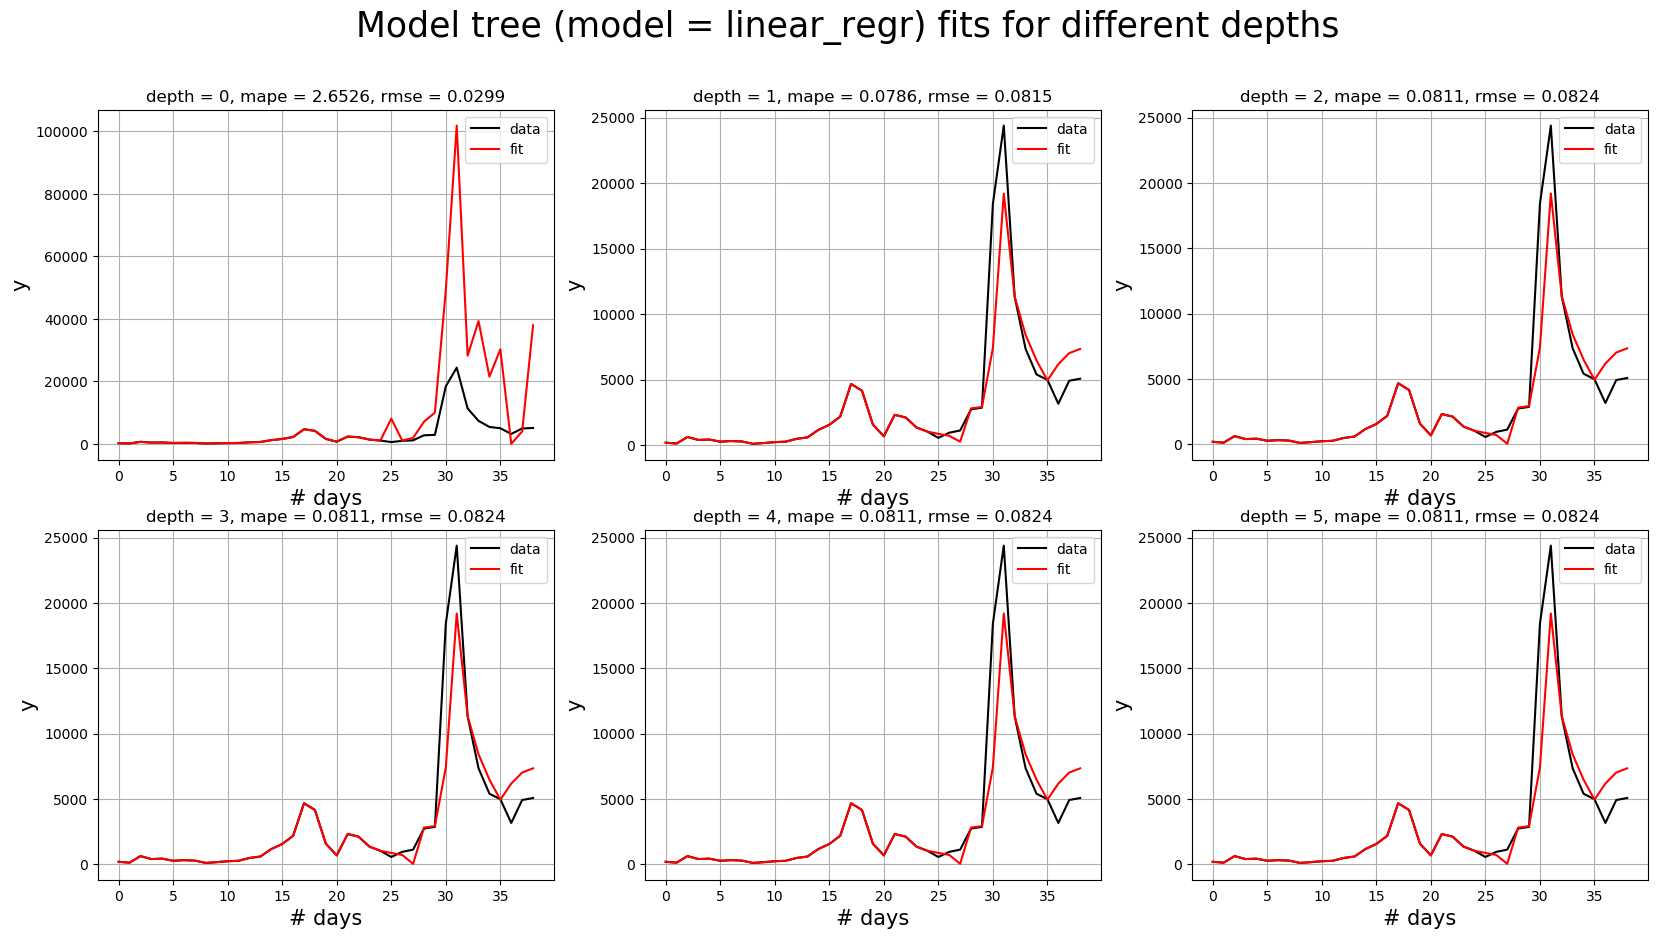 Model tree (model = linear_regr) fits for different depths
depth = 0, mape = 2.6526, rmse = 0.0299
100000
80000
60000
40000
20000
0
y
data
fit
0 5 10 15 20 25 30 35
# days
depth = 1, mape = 0.0786, rmse = 0.0815
25000
20000
15000
10000
5000
0
y
data
fit
0 5 10 15 20 25 30 35
# days
depth = 2, mape = 0.0811, rmse = 0.0824
25000
20000
15000
10000
5000
0
y
data
fit
0 5 10 15 20 25 30 35
# days
depth = 3, mape = 0.0811, rmse = 0.0824
25000
20000
15000
10000
5000
0
y
data
fit
0 5 10 15 20 25 30 35
# days
depth = 4, mape = 0.0811, rmse = 0.0824
25000
20000
15000
10000
5000
0
y
data
fit
0 5 10 15 20 25 30 35
# days
depth = 5, mape = 0.0811, rmse = 0.0824
25000
20000
15000
10000
5000
0
y
data
fit
0 5 10 15 20 25 30 35
# days